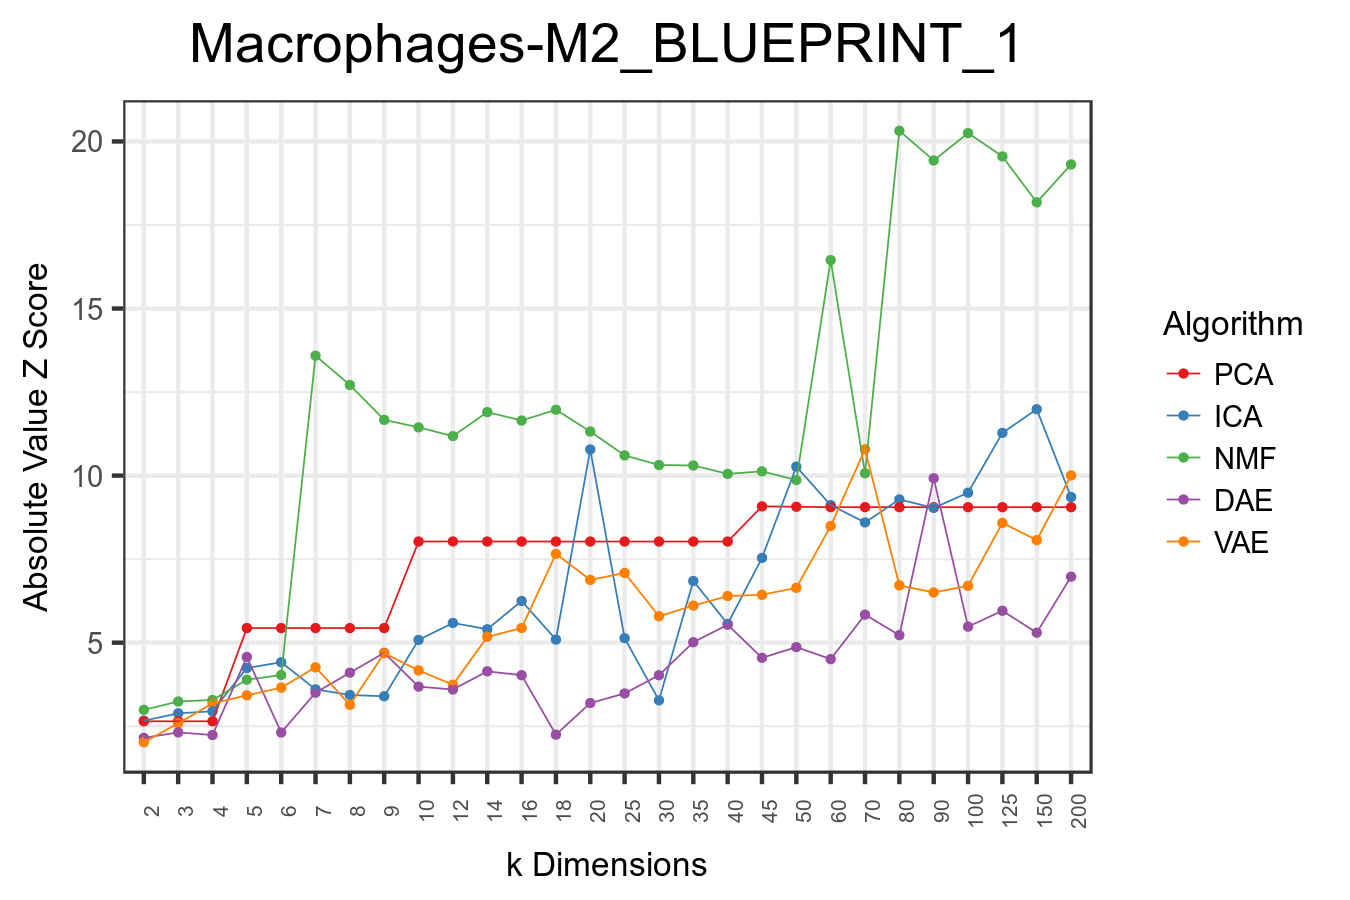 Macrophages-M2_BLUEPRINT_1
Absolute Value Z Score
20
15
10
5
2 3 4 5 6 7 8 9 10 12 14 16 18 20 25 30 35 40 45 50 60 70 80 90 100 125 150 200
k Dimensions
Algorithm
PCA
ICA
NMF
DAE
VAE